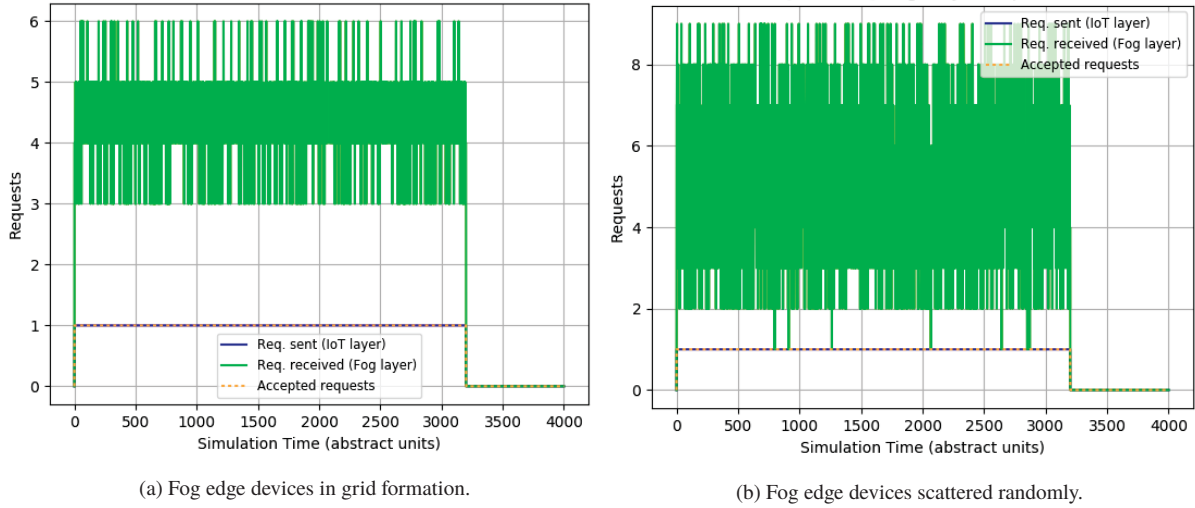 6
5
4
3
2
1
0
Requests
Req. sent (IoT layer)
Req. received (Fog layer)
Accepted requests
0 500 1000 1500 2000 2500 3000 3500 4000
Simulation Time (abstract units)
(a) Fog edge devices in grid formation.
8
6
4
2
0
Requests
Req. sent (IoT layer)
Req. received (Fog layer)
Accepted requests
0 500 1000 1500 2000 2500 3000 3500 4000
Simulation Time (abstract units)
(b) Fog edge devices scattered randomly.